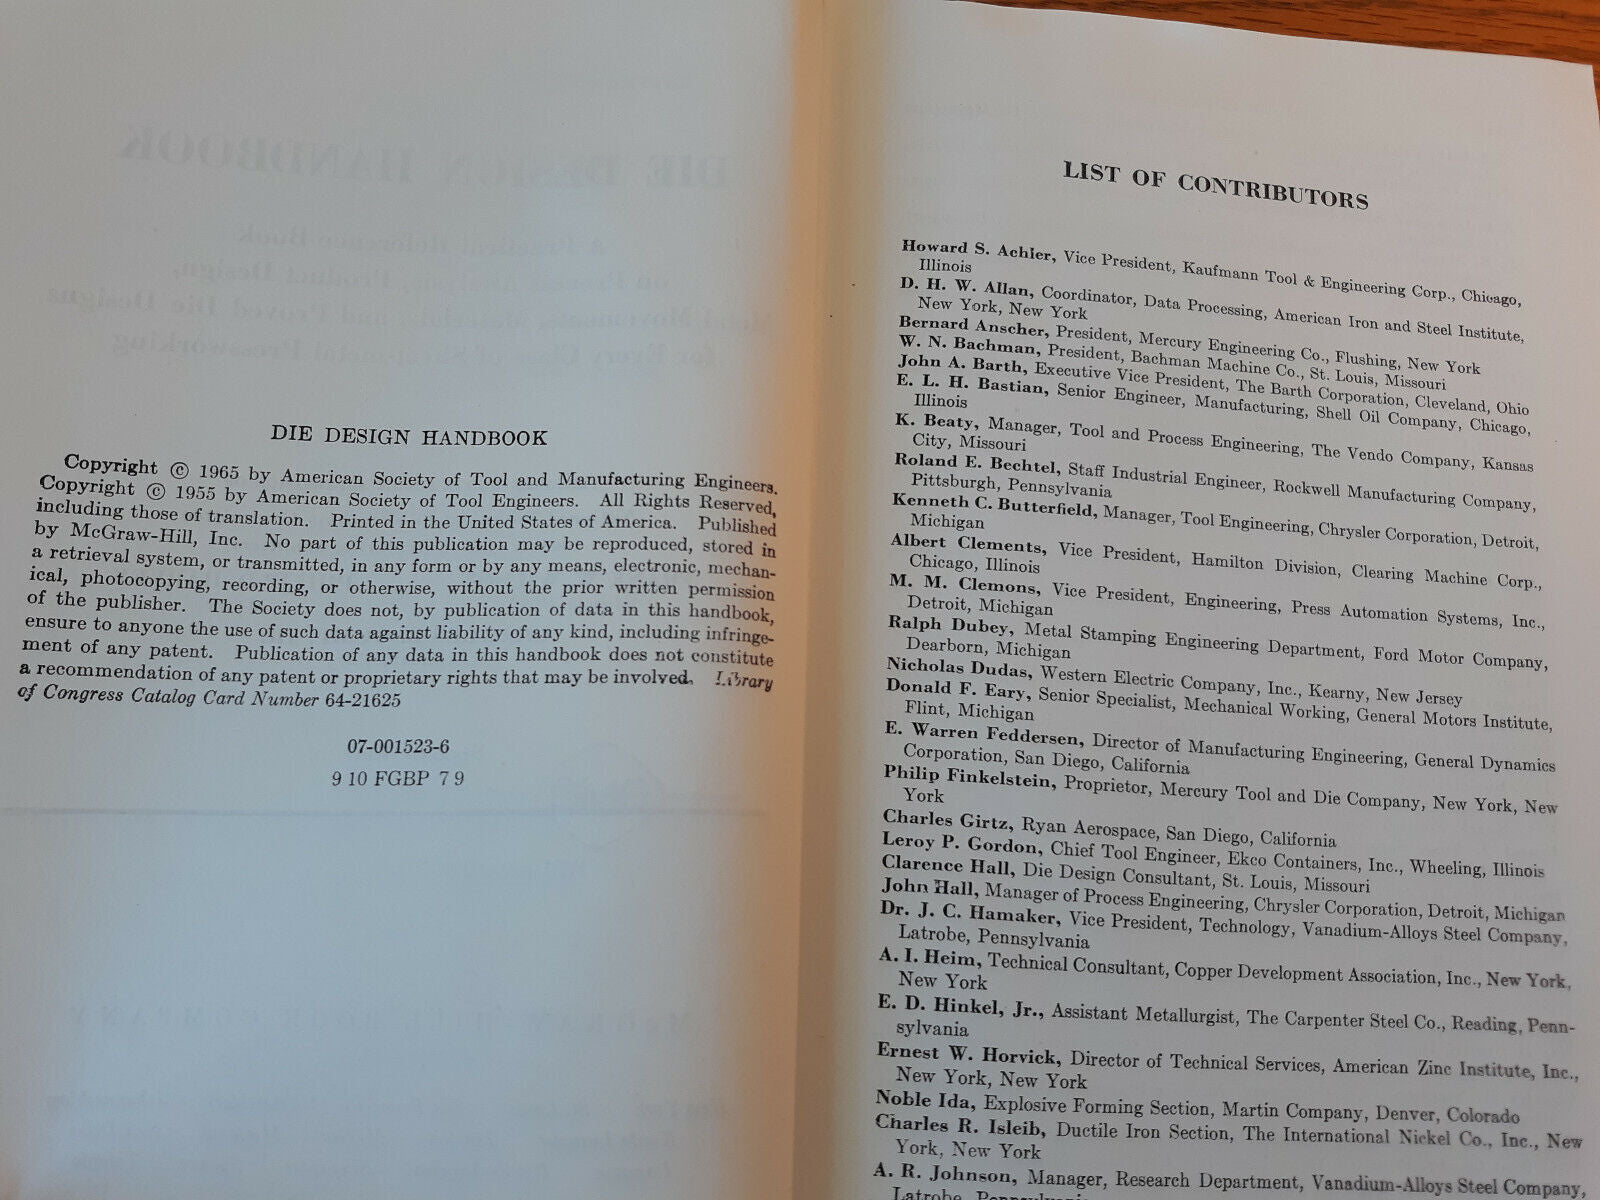 DIE DESIGN HANDBOOK
Copyright © 1965 by American Society of Tool and Manufacturing Engineers.
Copyright © 1955 by American Society of Tool Engineers. All Rights Reserved,
including those of translation. Printed in the United States of America. Published
by McGraw-Hill, Inc. No part of this publication may be reproduced, stored in
a retrieval system, or transmitted, in any form or by any means, electronic, mechan-
ical, photocopying, recording, or otherwise, without the prior written permission
of the publisher. The Society does not, by publication of data in this handbook,
ensure to anyone the use of such data against liability of any kind, including infringe-
ment of any patent. Publication of any data in this handbook does not constitute
a recommendation of any patent or proprietary rights that may be involved. Library
of Congress Catalog Card Number 64-21625
07-001523-6
9 10 FGBP 7 9
LIST OF CONTRIBUTORS
Howard S. Achler, Vice President, Kaufmann Tool & Engineering Corp., Chicago,
Illinois
D. H. W. Allan, Coordinator, Data Processing, American Iron and Steel Institute,
New York, New York
Bernard Anscher, President, Mercury Engineering Co., Flushing, New York
W. N. Bachman, President, Bachman Machine Co., St. Louis, Missouri
John A. Barth, Executive Vice President, The Barth Corporation, Cleveland, Ohio
E. L. H. Bastian, Senior Engineer, Manufacturing, Shell Oil Company, Chicago,
Illinois
K. Beaty, Manager, Tool and Process Engineering, The Vendo Company, Kansas
City, Missouri
Roland E. Bechtel, Staff Industrial Engineer, Rockwell Manufacturing Company,
Pittsburgh, Pennsylvania
Kenneth C. Butterfield, Manager, Tool Engineering, Chrysler Corporation, Detroit,
Michigan
Albert Clements, Vice President, Hamilton Division, Clearing Machine Corp.,
Chicago, Illinois
M. M. Clemons, Vice President, Engineering, Press Automation Systems, Inc.,
Detroit, Michigan
Ralph Dubey, Metal Stamping Engineering Department, Ford Motor Company,
Dearborn, Michigan
Nicholas Dudas, Western Electric Company, Inc., Kearny, New Jersey
Donald F. Eary, Senior Specialist, Mechanical Working, General Motors Institute,
Flint, Michigan
E. Warren Feddersen, Director of Manufacturing Engineering, General Dynamics
Corporation, San Diego, California
Philip Finkelstein, Proprietor, Mercury Tool and Die Company, New York, New
York
Charles Girtz, Ryan Aerospace, San Diego, California
Leroy P. Gordon, Chief Tool Engineer, Ekco Containers, Inc., Wheeling, Illinois
Clarence Hall, Die Design Consultant, St. Louis, Missouri
John Hall, Manager of Process Engineering, Chrysler Corporation, Detroit, Michigan
Dr. J. C. Hamaker, Vice President, Technology, Vanadium-Alloys Steel Company,
Latrobe, Pennsylvania
A. I. Heim, Technical Consultant, Copper Development Association, Inc., New York,
New York
E. D. Hinkel, Jr., Assistant Metallurgist, The Carpenter Steel Co., Reading, Penn-
sylvania
Ernest W. Horvick, Director of Technical Services, American Zinc Institute, Inc.,
New York, New York
Noble Ida, Explosive Forming Section, Martin Company, Denver, Colorado
Charles R. Isleib, Ductile Iron Section, The International Nickel Co., Inc., New
York, New York
A. R. Johnson, Manager, Research Department, Vanadium-Alloys Steel Company,
Latrobe, Pennsylvania